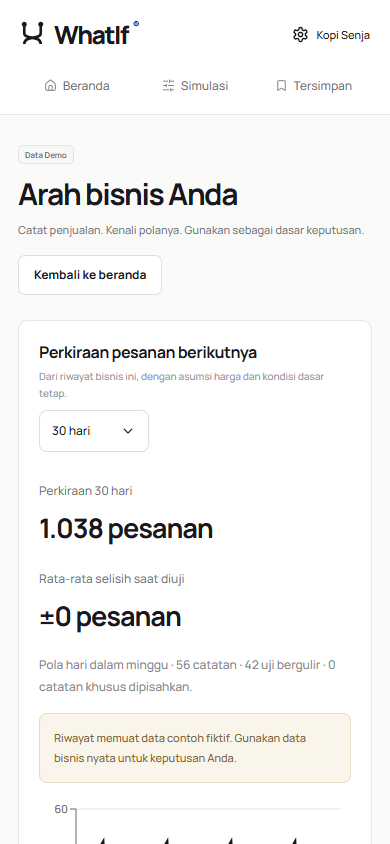 WhatIf
Kopi Senja
Beranda
Simulasi
Tersimpan
Data Demo
Arah bisnis Anda
Catat penjualan. Kenali polanya. Gunakan sebagai dasar keputusan.
Kembali ke beranda
Perkiraan pesanan berikutnya
Dari riwayat bisnis ini, dengan asumsi harga dan kondisi dasar
tetap.
30 hari
Perkiraan 30 hari
1.038 pesanan
Rata-rata selisih saat diuji
±0 pesanan
Pola hari dalam minggu · 56 catatan · 42 uji bergulir · 0
catatan khusus dipisahkan.
Riwayat memuat data contoh fiktif. Gunakan data
bisnis nyata untuk keputusan Anda.
60